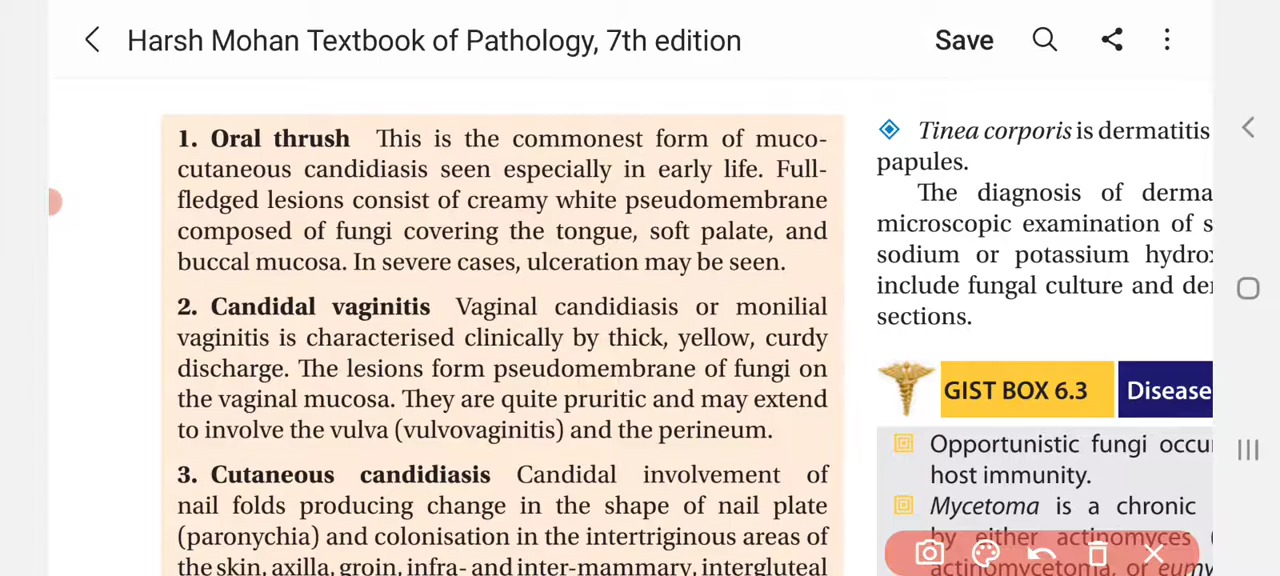 Harsh Mohan Textbook of Pathology, 7th edition
Save
1. Oral thrush This is the commonest form of muco-
cutaneous candidiasis seen especially in early life. Full-
fledged lesions consist of creamy white pseudomembrane
composed of fungi covering the tongue, soft palate, and
buccal mucosa. In severe cases, ulceration may be seen.
2. Candidal vaginitis Vaginal candidiasis or monilial
vaginitis is characterised clinically by thick, yellow, curdy
discharge. The lesions form pseudomembrane of fungi on
the vaginal mucosa. They are quite pruritic and may extend
to involve the vulva (vulvovaginitis) and the perineum.
3. Cutaneous candidiasis Candidal involvement of
nail folds producing change in the shape of nail plate
(paronychia) and colonisation in the intertriginous areas of
the skin, axilla, groin, infra- and inter-mammary, intergluteal
Tinea corporis is dermatitis
papules.
The diagnosis of derma
microscopic examination of s
sodium or potassium hydro
include fungal culture and de
sections.
GIST BOX 6.3 Disease
Opportunistic fungi occu
host immunity.
Mycetoma is a chronic
by either actinomyces (
actinomycetoma, or eumy